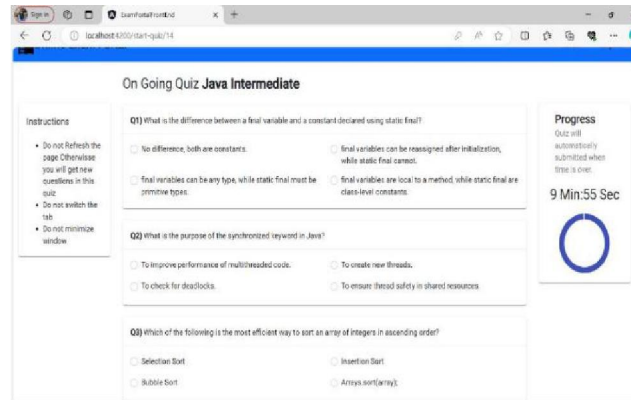 Sign in
ExamPortalFrontEnd
localhost:4200/start-quiz/14
On Going Quiz Java Intermediate
Instructions
Do not Refresh the
page Otherwisse
you will get new
questions in this
quiz
Do not switch the
tab
Do not minimize
window
Q1) What is the difference between a final variable and a constant declared using static final?
No difference, both are constants.
final variables can be reassigned after initialization,
while static final cannot.
final variables can be any type, while static final must be
primitive types.
final variables are local to a method, while static final are
class-level constants.
Q2) What is the purpose of the synchronized keyword in Java?
To improve performance of multithreaded code.
To create new threads.
To check for deadlocks.
To ensure thread safety in shared resources
Q3) Which of the following is the most efficient way to sort an array of integers in ascending order?
Selection Sort
Insertion Sort
Bubble Sort
Arrays.sort(array);
Progress
Quiz will
automatically
submitted when
time is over.
9 Min:55 Sec